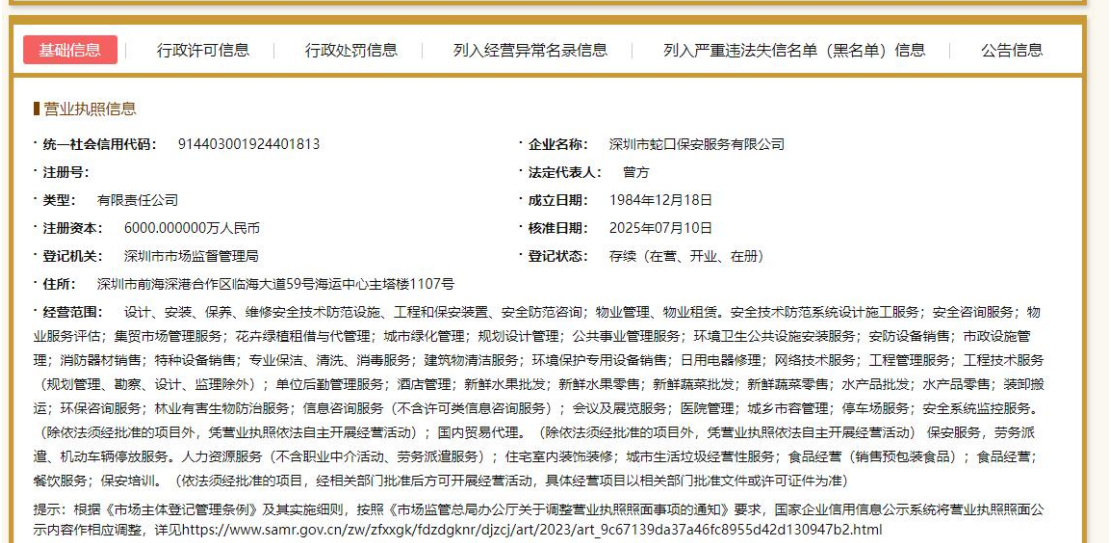 基础信息 行政许可信息 行政处罚信息 列入经营异常名录信息 列入严重违法失信名单（黑名单）信息 公告信息
营业执照信息
· 统一社会信用代码： 914403001924401813 · 企业名称： 深圳市蛇口保安服务有限公司
· 注册号： · 法定代表人： 曾方
· 类型： 有限责任公司 · 成立日期： 1984年12月18日
· 注册资本： 6000.000000万人民币 · 核准日期： 2025年07月10日
· 登记机关： 深圳市市场监督管理局 · 登记状态： 存续（在营、开业、在册）
· 住所： 深圳市前海深港合作区临海大道59号海运中心主塔楼1107号
· 经营范围： 设计、安装、保养、维修安全技术防范设施、工程和保安装置、安全防范咨询；物业管理、物业租赁。安全技术防范系统设计施工服务；安全咨询服务；物
业服务评估；集贸市场管理服务；花卉绿植租借与代管理；城市绿化管理；规划设计管理；公共事业管理服务；环境卫生公共设施安装服务；安防设备销售；市政设施管
理；消防器材销售；特种设备销售；专业保洁、清洗、消毒服务；建筑物清洁服务；环境保护专用设备销售；日用电器修理；网络技术服务；工程管理服务；工程技术服务
（规划管理、勘察、设计、监理除外）；单位后勤管理服务；酒店管理；新鲜水果批发；新鲜水果零售；新鲜蔬菜批发；新鲜蔬菜零售；水产品批发；水产品零售；装卸搬
运；环保咨询服务；林业有害生物防治服务；信息咨询服务（不含许可类信息咨询服务）；会议及展览服务；医院管理；城乡市容管理；停车场服务；安全系统监控服务。
（除依法须经批准的项目外，凭营业执照依法自主开展经营活动）；国内贸易代理。（除依法须经批准的项目外，凭营业执照依法自主开展经营活动） 保安服务，劳务派
遣、机动车辆停放服务。人力资源服务（不含职业中介活动、劳务派遣服务）；住宅室内装饰装修；城市生活垃圾经营性服务；食品经营（销售预包装食品）；食品经营；
餐饮服务；保安培训。（依法须经批准的项目，经相关部门批准后方可开展经营活动，具体经营项目以相关部门批准文件或许可证件为准）
提示：根据《市场主体登记管理条例》及其实施细则，按照《市场监管总局办公厅关于调整营业执照照面事项的通知》要求，国家企业信用信息公示系统将营业执照照面公
示内容作相应调整，详见https://www.samr.gov.cn/zw/zfxxgk/fdzdgknr/djzcj/art/2023/art_9c67139da37a46fc8955d42d130947b2.html